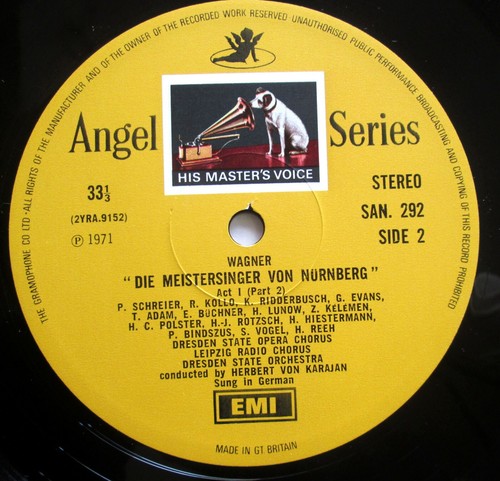 THE GRAMOPHONE CO LTD · ALL RIGHTS OF THE MANUFACTURER AND OF THE OWNER OF THE RECORDED WORK RESERVED · UNAUTHORISED PUBLIC PERFORMANCE BROADCASTING AND COPYING OF THIS RECORD PROHIBITED
Angel Series
HIS MASTER'S VOICE
33 1/3
(2YRA.9152)
Ⓟ 1971
STEREO
SAN. 292
SIDE 2
WAGNER
"DIE MEISTERSINGER VON NÜRNBERG"
Act I (Part 2)
P. SCHREIER, R. KOLLO, K. RIDDERBUSCH, G. EVANS,
T. ADAM, E. BÜCHNER, H. LUNOW, Z. KELEMEN,
H. C. POLSTER, H.-J. ROTZSCH, H. HIESTERMANN,
P. BINDSZUS, S. VOGEL, H. REEH
DRESDEN STATE OPERA CHORUS
LEIPZIG RADIO CHORUS
DRESDEN STATE ORCHESTRA
conducted by HERBERT VON KARAJAN
Sung in German
EMI
MADE IN GT BRITAIN